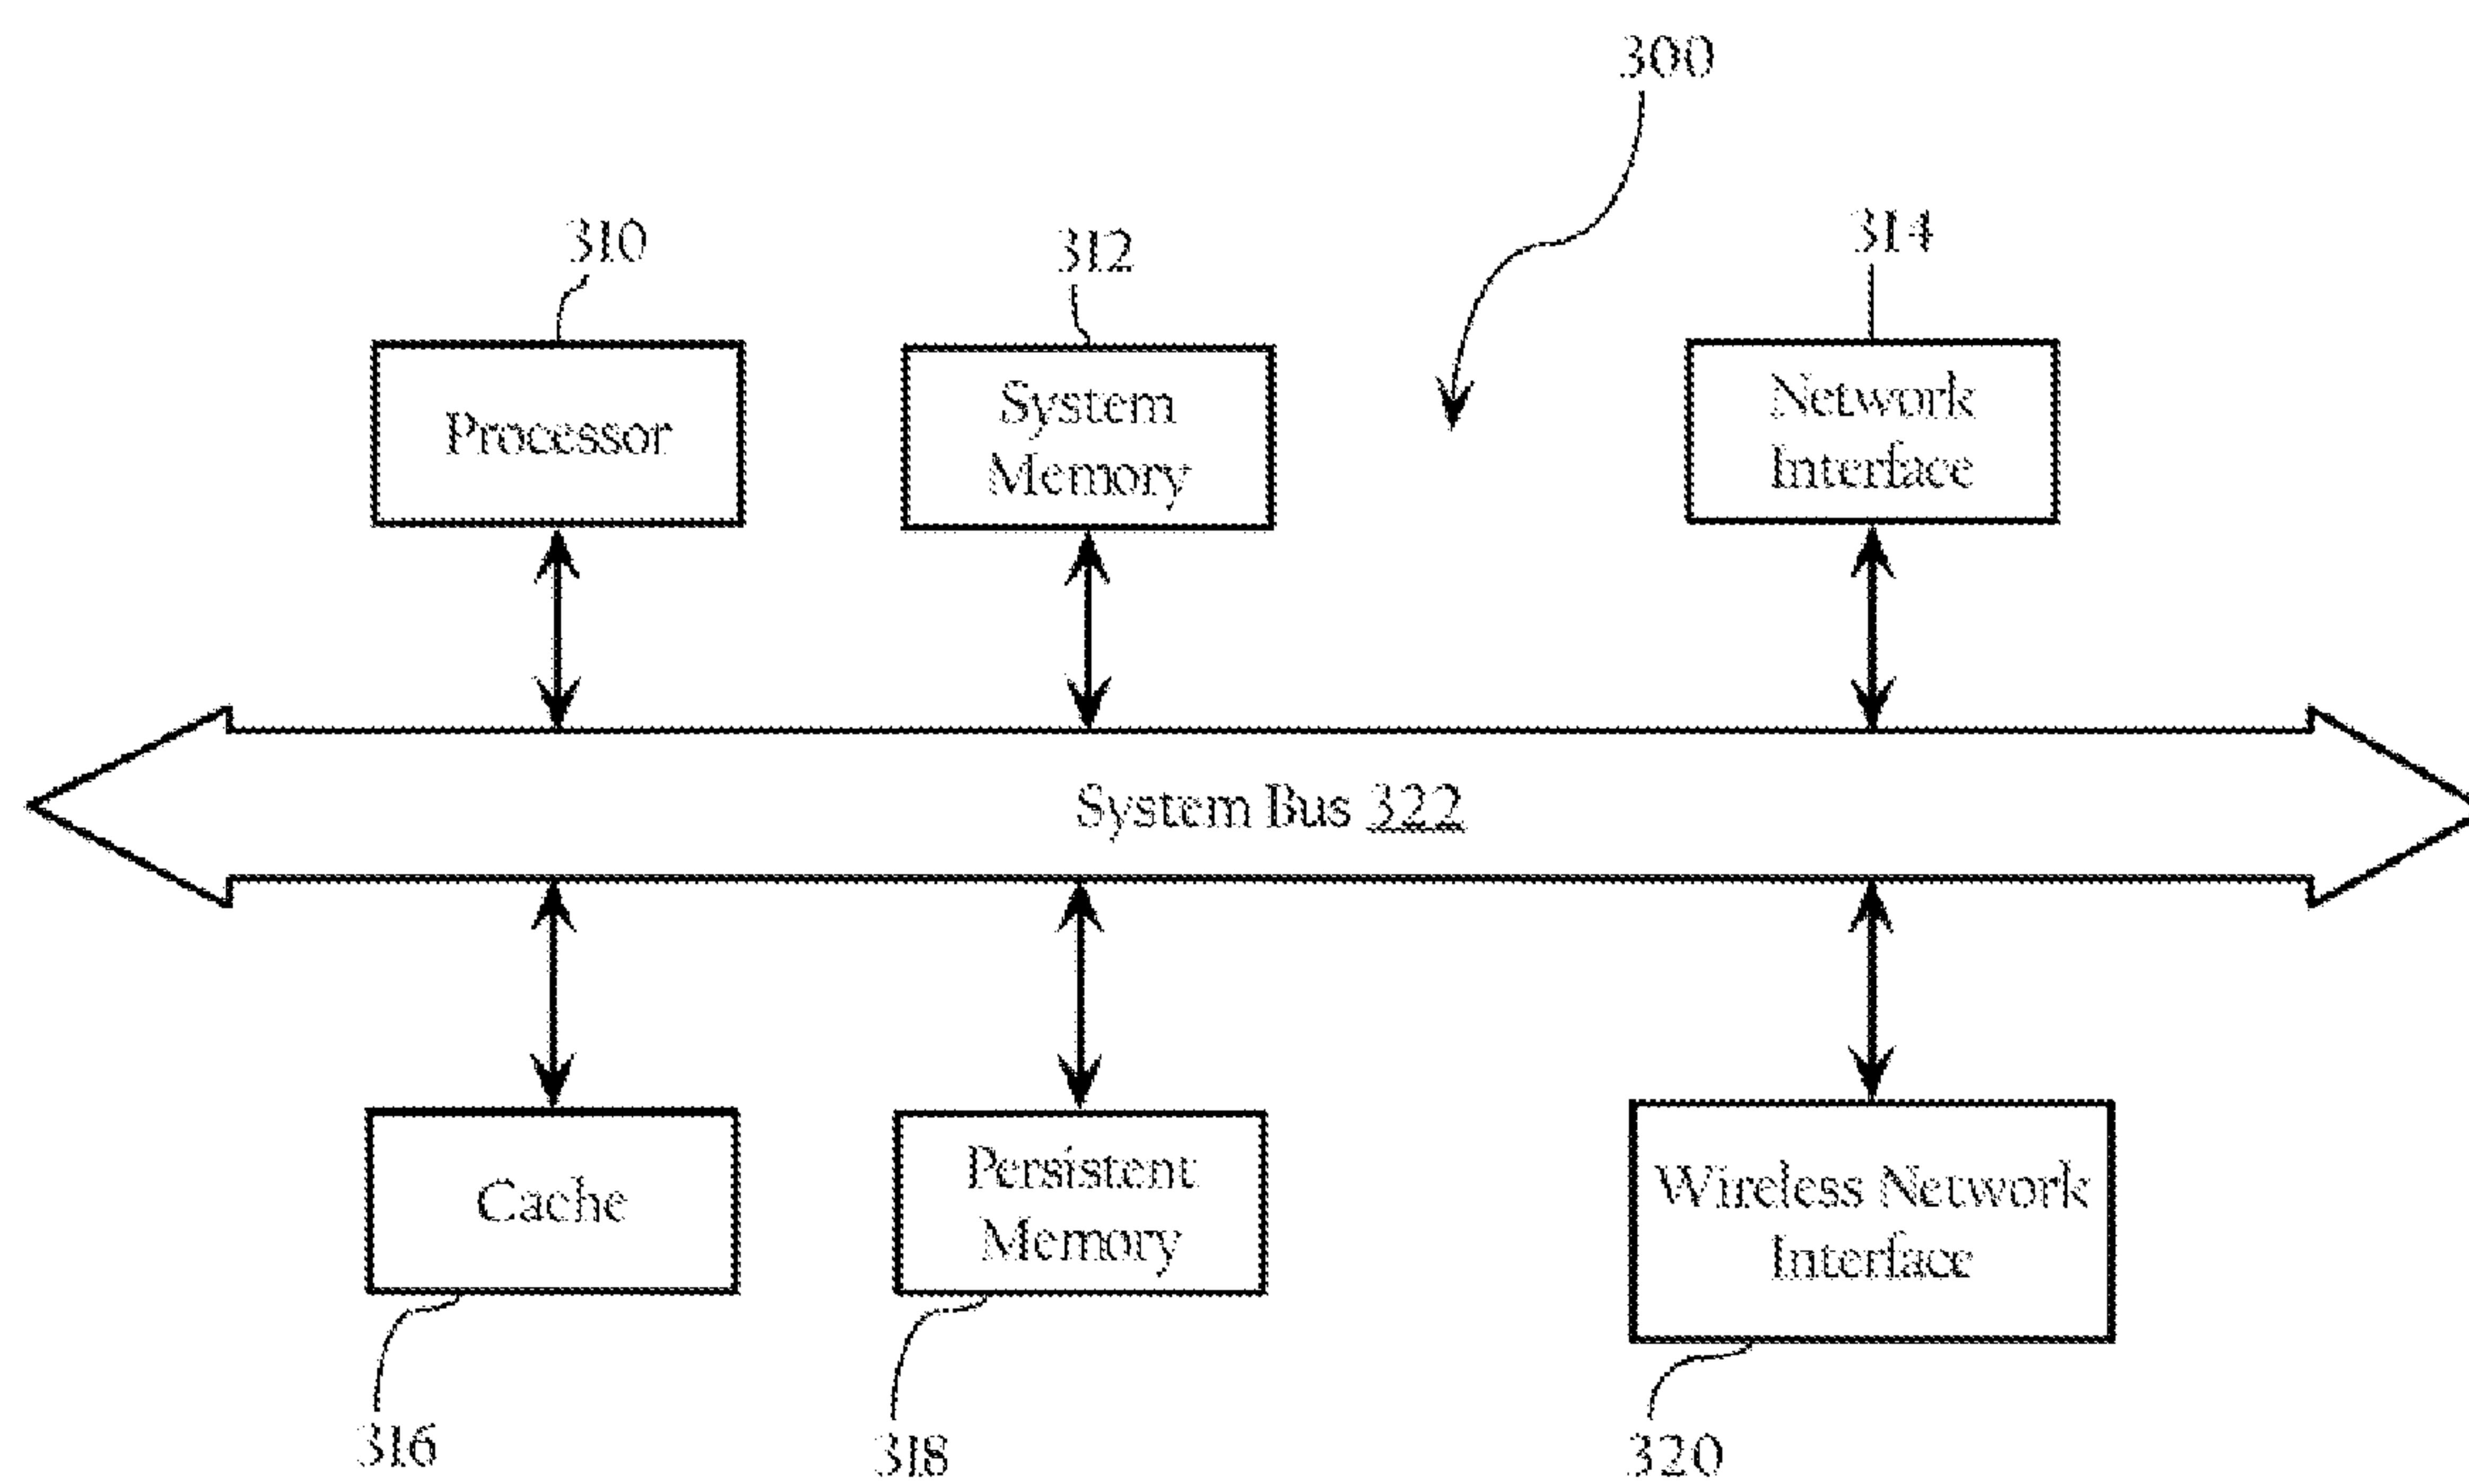 300
310
312
314
Processor
System
Memory
Network
Interface
System Bus 322
Cache
Persistent
Memory
Wireless Network
Interface
316
318
320